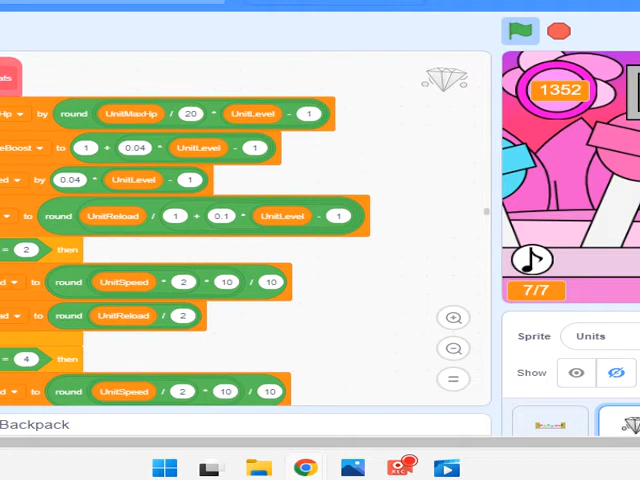 ats
Hp by round UnitMaxHp / 20 * UnitLevel - 1
1352
eBoost to 1 + 0.04 * UnitLevel - 1
ed by 0.04 * UnitLevel - 1
to round UnitReload / 1 + 0.1 * UnitLevel - 1
= 2 then
d to round UnitSpeed * 2 * 10 / 10
7/7
ad to round UnitReload / 2
Sprite Units
= 4 then
Show
d to round UnitSpeed / 2 * 10 / 10
Backpack
REC